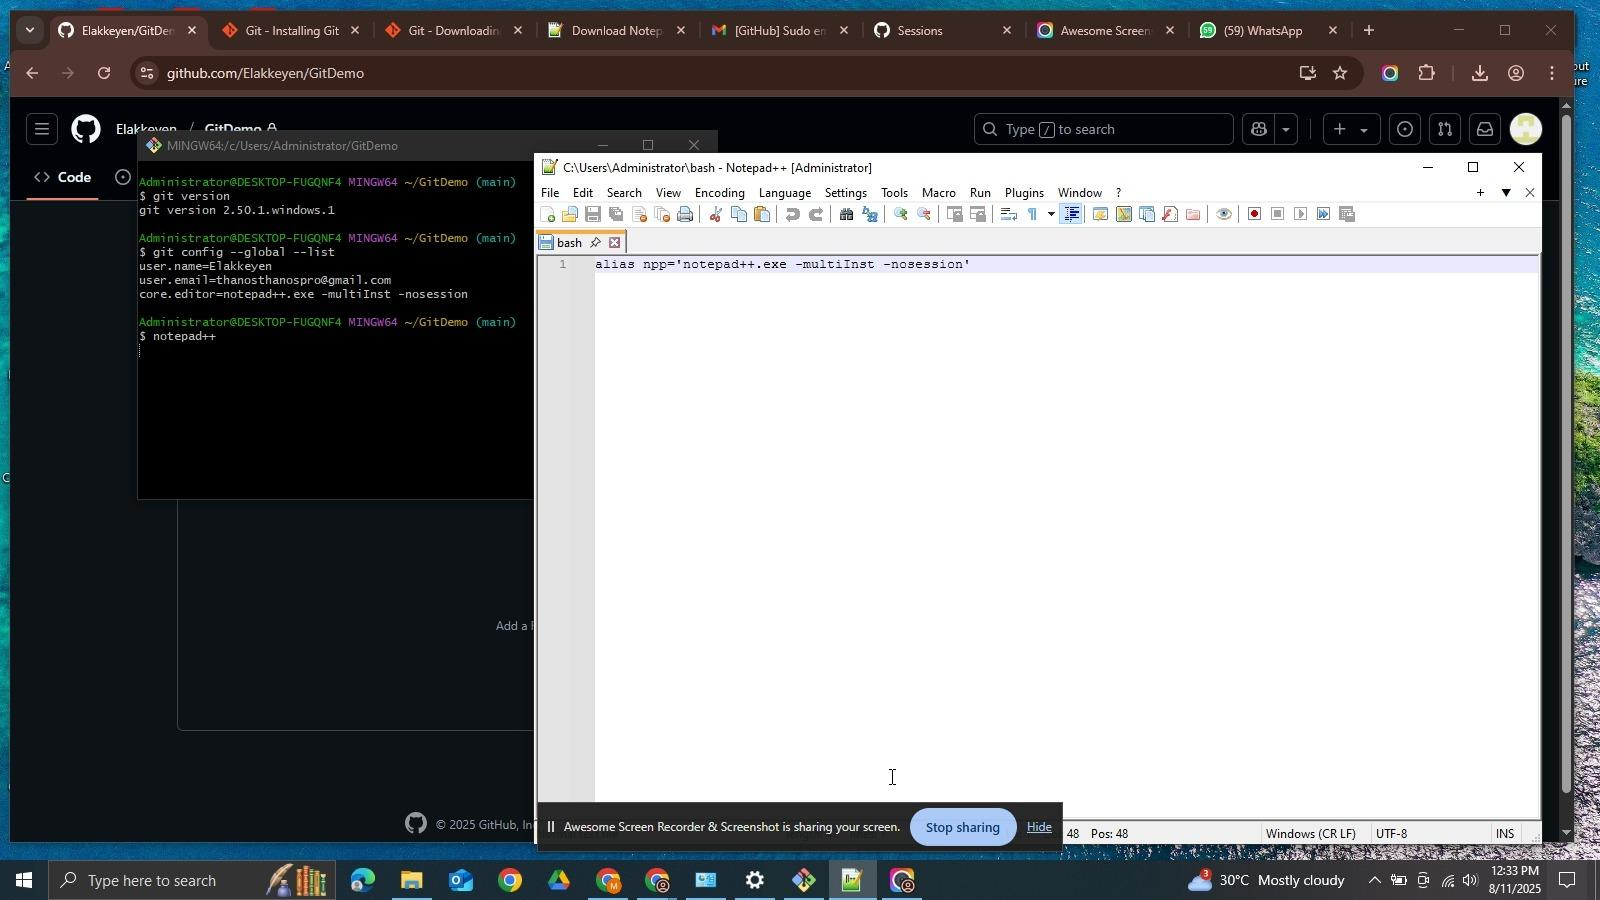 Elakkeyen/GitDem
Git - Installing Git
Git - Downloadin
Download Notep
[GitHub] Sudo em
Sessions
Awesome Screen
(59) WhatsApp
github.com/Elakkeyen/GitDemo
Elakkeyen / GitDemo
Type / to search
Code
MINGW64:/c/Users/Administrator/GitDemo
Administrator@DESKTOP-FUGQNF4 MINGW64 ~/GitDemo (main)
$ git version
git version 2.50.1.windows.1
Administrator@DESKTOP-FUGQNF4 MINGW64 ~/GitDemo (main)
$ git config --global --list
user.name=Elakkeyen
user.email=thanosthanospro@gmail.com
core.editor=notepad++.exe -multiInst -nosession
Administrator@DESKTOP-FUGQNF4 MINGW64 ~/GitDemo (main)
$ notepad++
C:\Users\Administrator\bash - Notepad++ [Administrator]
File Edit Search View Encoding Language Settings Tools Macro Run Plugins Window ?
bash
1 alias npp='notepad++.exe -multiInst -nosession'
Add a
© 2025 GitHub, In
Awesome Screen Recorder & Screenshot is sharing your screen. Stop sharing Hide
48 Pos: 48 Windows (CR LF) UTF-8 INS
Type here to search
3
30°C Mostly cloudy
12:33 PM
8/11/2025